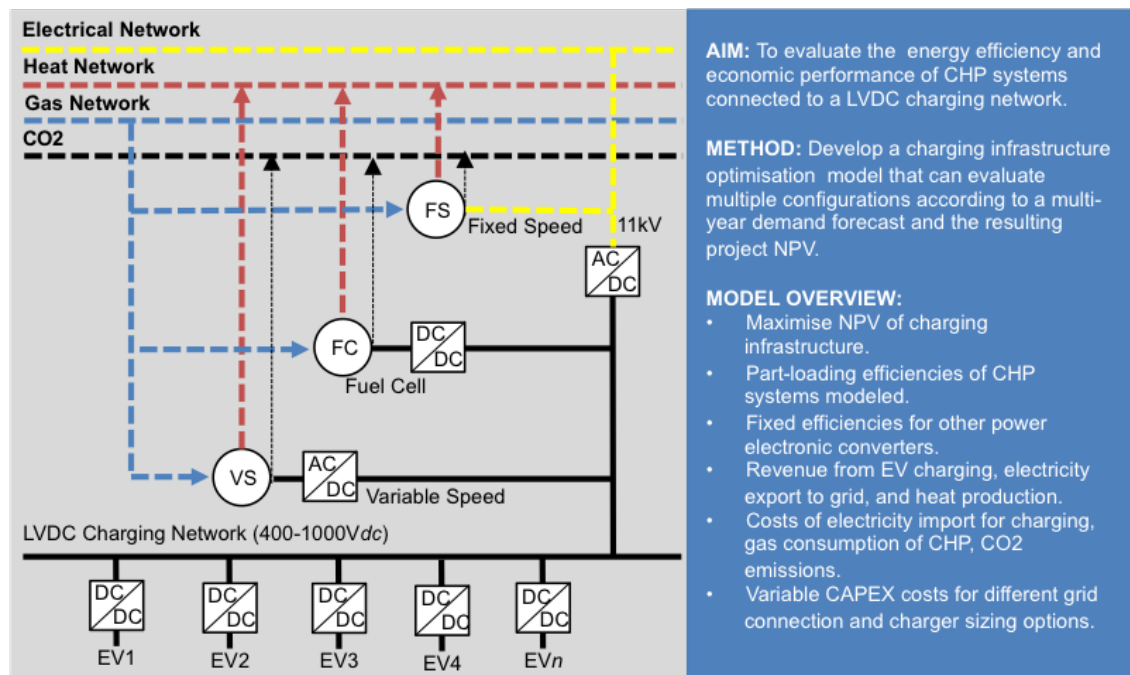 Electrical Network
Heat Network
Gas Network
CO2
FS
Fixed Speed
11kV
AC
DC
FC
DC
DC
Fuel Cell
VS
AC
DC
Variable Speed
LVDC Charging Network (400-1000Vdc)
DC
DC
DC
DC
DC
DC
DC
DC
DC
DC
EV1
EV2
EV3
EV4
EVn
AIM: To evaluate the energy efficiency and
economic performance of CHP systems
connected to a LVDC charging network.
METHOD: Develop a charging infrastructure
optimisation model that can evaluate
multiple configurations according to a multi-
year demand forecast and the resulting
project NPV.
MODEL OVERVIEW:
• Maximise NPV of charging
infrastructure.
• Part-loading efficiencies of CHP
systems modeled.
• Fixed efficiencies for other power
electronic converters.
• Revenue from EV charging, electricity
export to grid, and heat production.
• Costs of electricity import for charging,
gas consumption of CHP, CO2
emissions.
• Variable CAPEX costs for different grid
connection and charger sizing options.